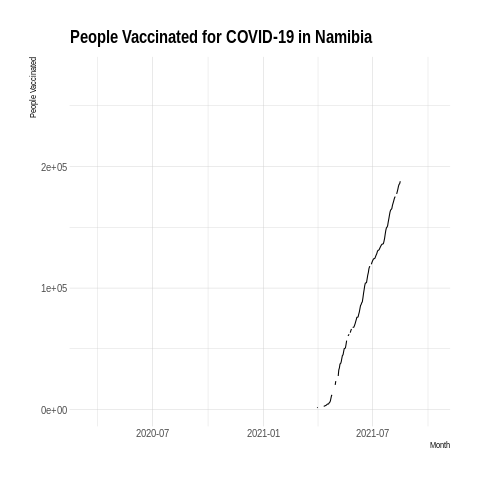 People Vaccinated for COVID-19 in Namibia
People Vaccinated
2e+05
1e+05
0e+00
2020-07 2021-01 2021-07
Month